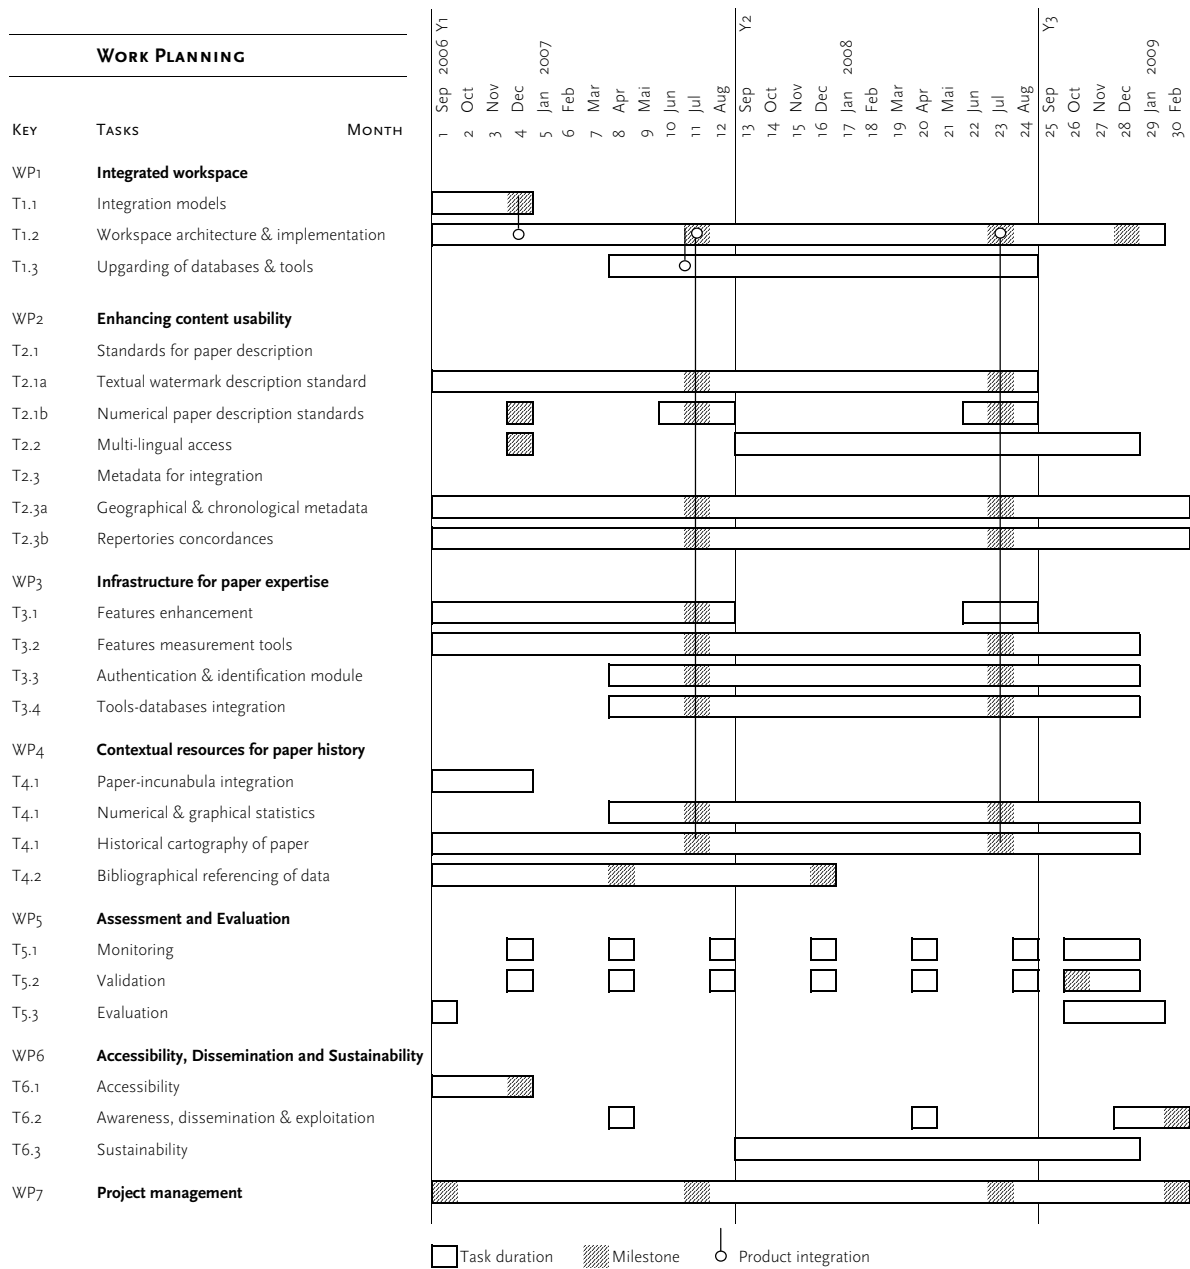 Y1 Y2 Y3
2006 2007 2008 2009
WORK PLANNING
Sep Oct Nov Dec Jan Feb Mar Apr Mai Jun Jul Aug Sep Oct Nov Dec Jan Feb Mar Apr Mai Jun Jul Aug Sep Oct Nov Dec Jan Feb
KEY TASKS MONTH 1 2 3 4 5 6 7 8 9 10 11 12 13 14 15 16 17 18 19 20 21 22 23 24 25 26 27 28 29 30
WP1 Integrated workspace
T1.1 Integration models
T1.2 Workspace architecture & implementation
T1.3 Upgarding of databases & tools
WP2 Enhancing content usability
T2.1 Standards for paper description
T2.1a Textual watermark description standard
T2.1b Numerical paper description standards
T2.2 Multi-lingual access
T2.3 Metadata for integration
T2.3a Geographical & chronological metadata
T2.3b Repertories concordances
WP3 Infrastructure for paper expertise
T3.1 Features enhancement
T3.2 Features measurement tools
T3.3 Authentication & identification module
T3.4 Tools-databases integration
WP4 Contextual resources for paper history
T4.1 Paper-incunabula integration
T4.1 Numerical & graphical statistics
T4.1 Historical cartography of paper
T4.2 Bibliographical referencing of data
WP5 Assessment and Evaluation
T5.1 Monitoring
T5.2 Validation
T5.3 Evaluation
WP6 Accessibility, Dissemination and Sustainability
T6.1 Accessibility
T6.2 Awareness, dissemination & exploitation
T6.3 Sustainability
WP7 Project management
Task duration Milestone Product integration